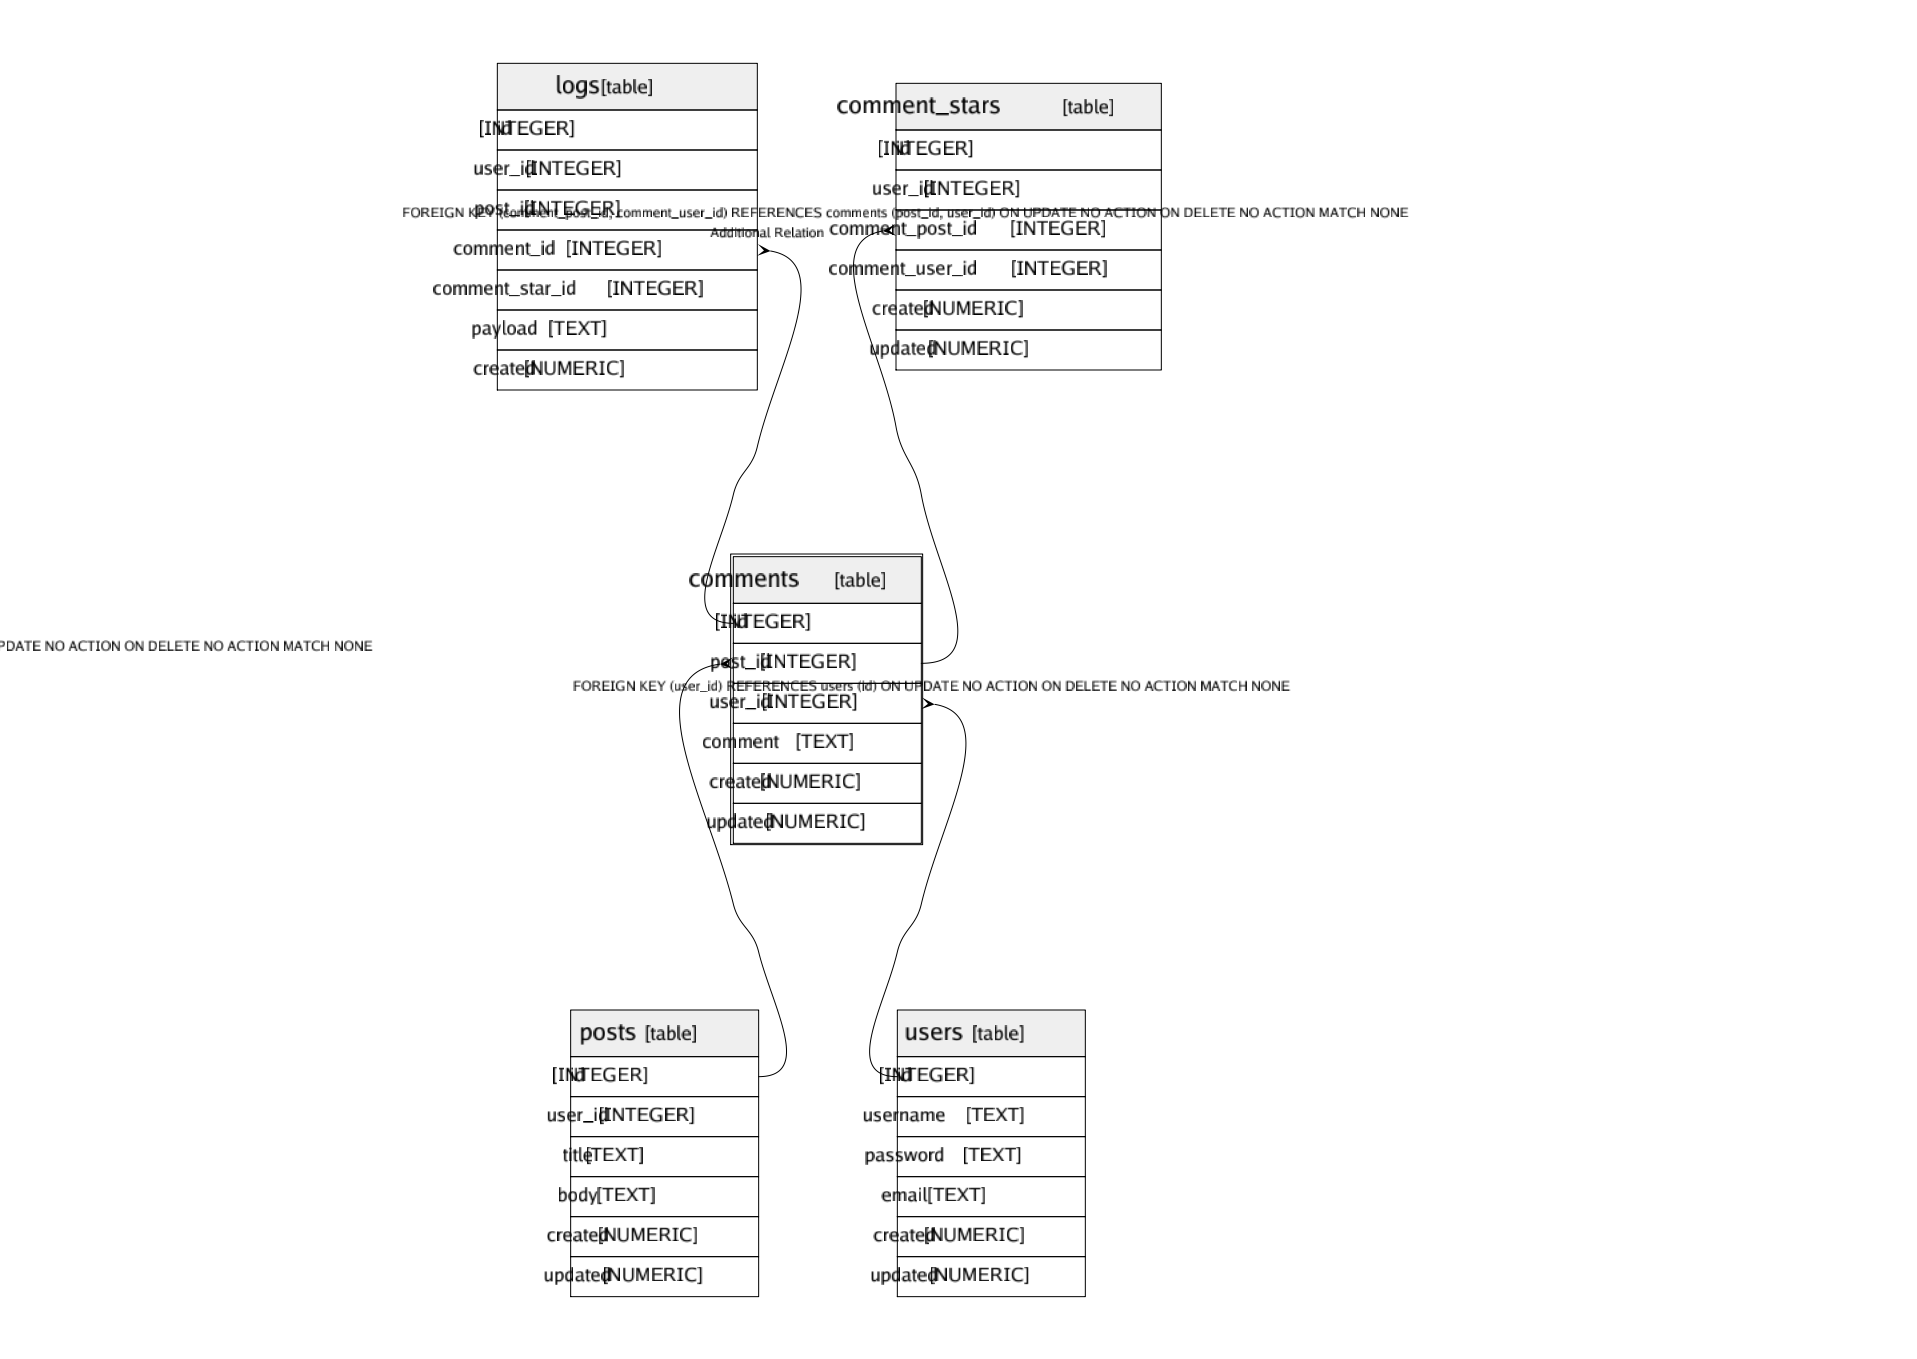 logs [table]
id [INTEGER]
user_id [INTEGER]
post_id [INTEGER]
comment_id [INTEGER]
comment_star_id [INTEGER]
payload [TEXT]
created [NUMERIC]
comment_stars [table]
id [INTEGER]
user_id [INTEGER]
comment_post_id [INTEGER]
comment_user_id [INTEGER]
created [NUMERIC]
updated [NUMERIC]
FOREIGN KEY (comment_post_id, comment_user_id) REFERENCES comments (post_id, user_id) ON UPDATE NO ACTION ON DELETE NO ACTION MATCH NONE
Additional Relation
comments [table]
id [INTEGER]
post_id [INTEGER]
user_id [INTEGER]
comment [TEXT]
created [NUMERIC]
updated [NUMERIC]
PDATE NO ACTION ON DELETE NO ACTION MATCH NONE
FOREIGN KEY (user_id) REFERENCES users (id) ON UPDATE NO ACTION ON DELETE NO ACTION MATCH NONE
posts [table]
id [INTEGER]
user_id [INTEGER]
title [TEXT]
body [TEXT]
created [NUMERIC]
updated [NUMERIC]
users [table]
id [INTEGER]
username [TEXT]
password [TEXT]
email [TEXT]
created [NUMERIC]
updated [NUMERIC]